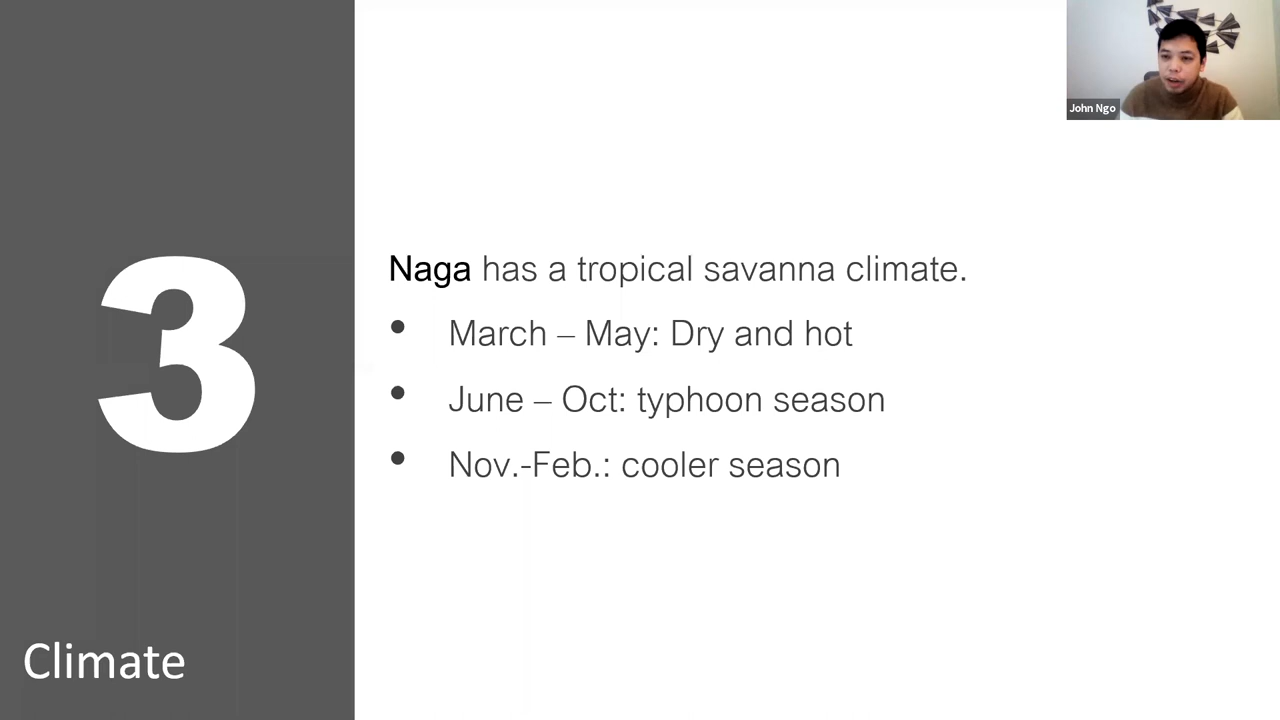 John Ngo
3
Naga has a tropical savanna climate.
• March – May: Dry and hot
• June – Oct: typhoon season
• Nov.-Feb.: cooler season
Climate